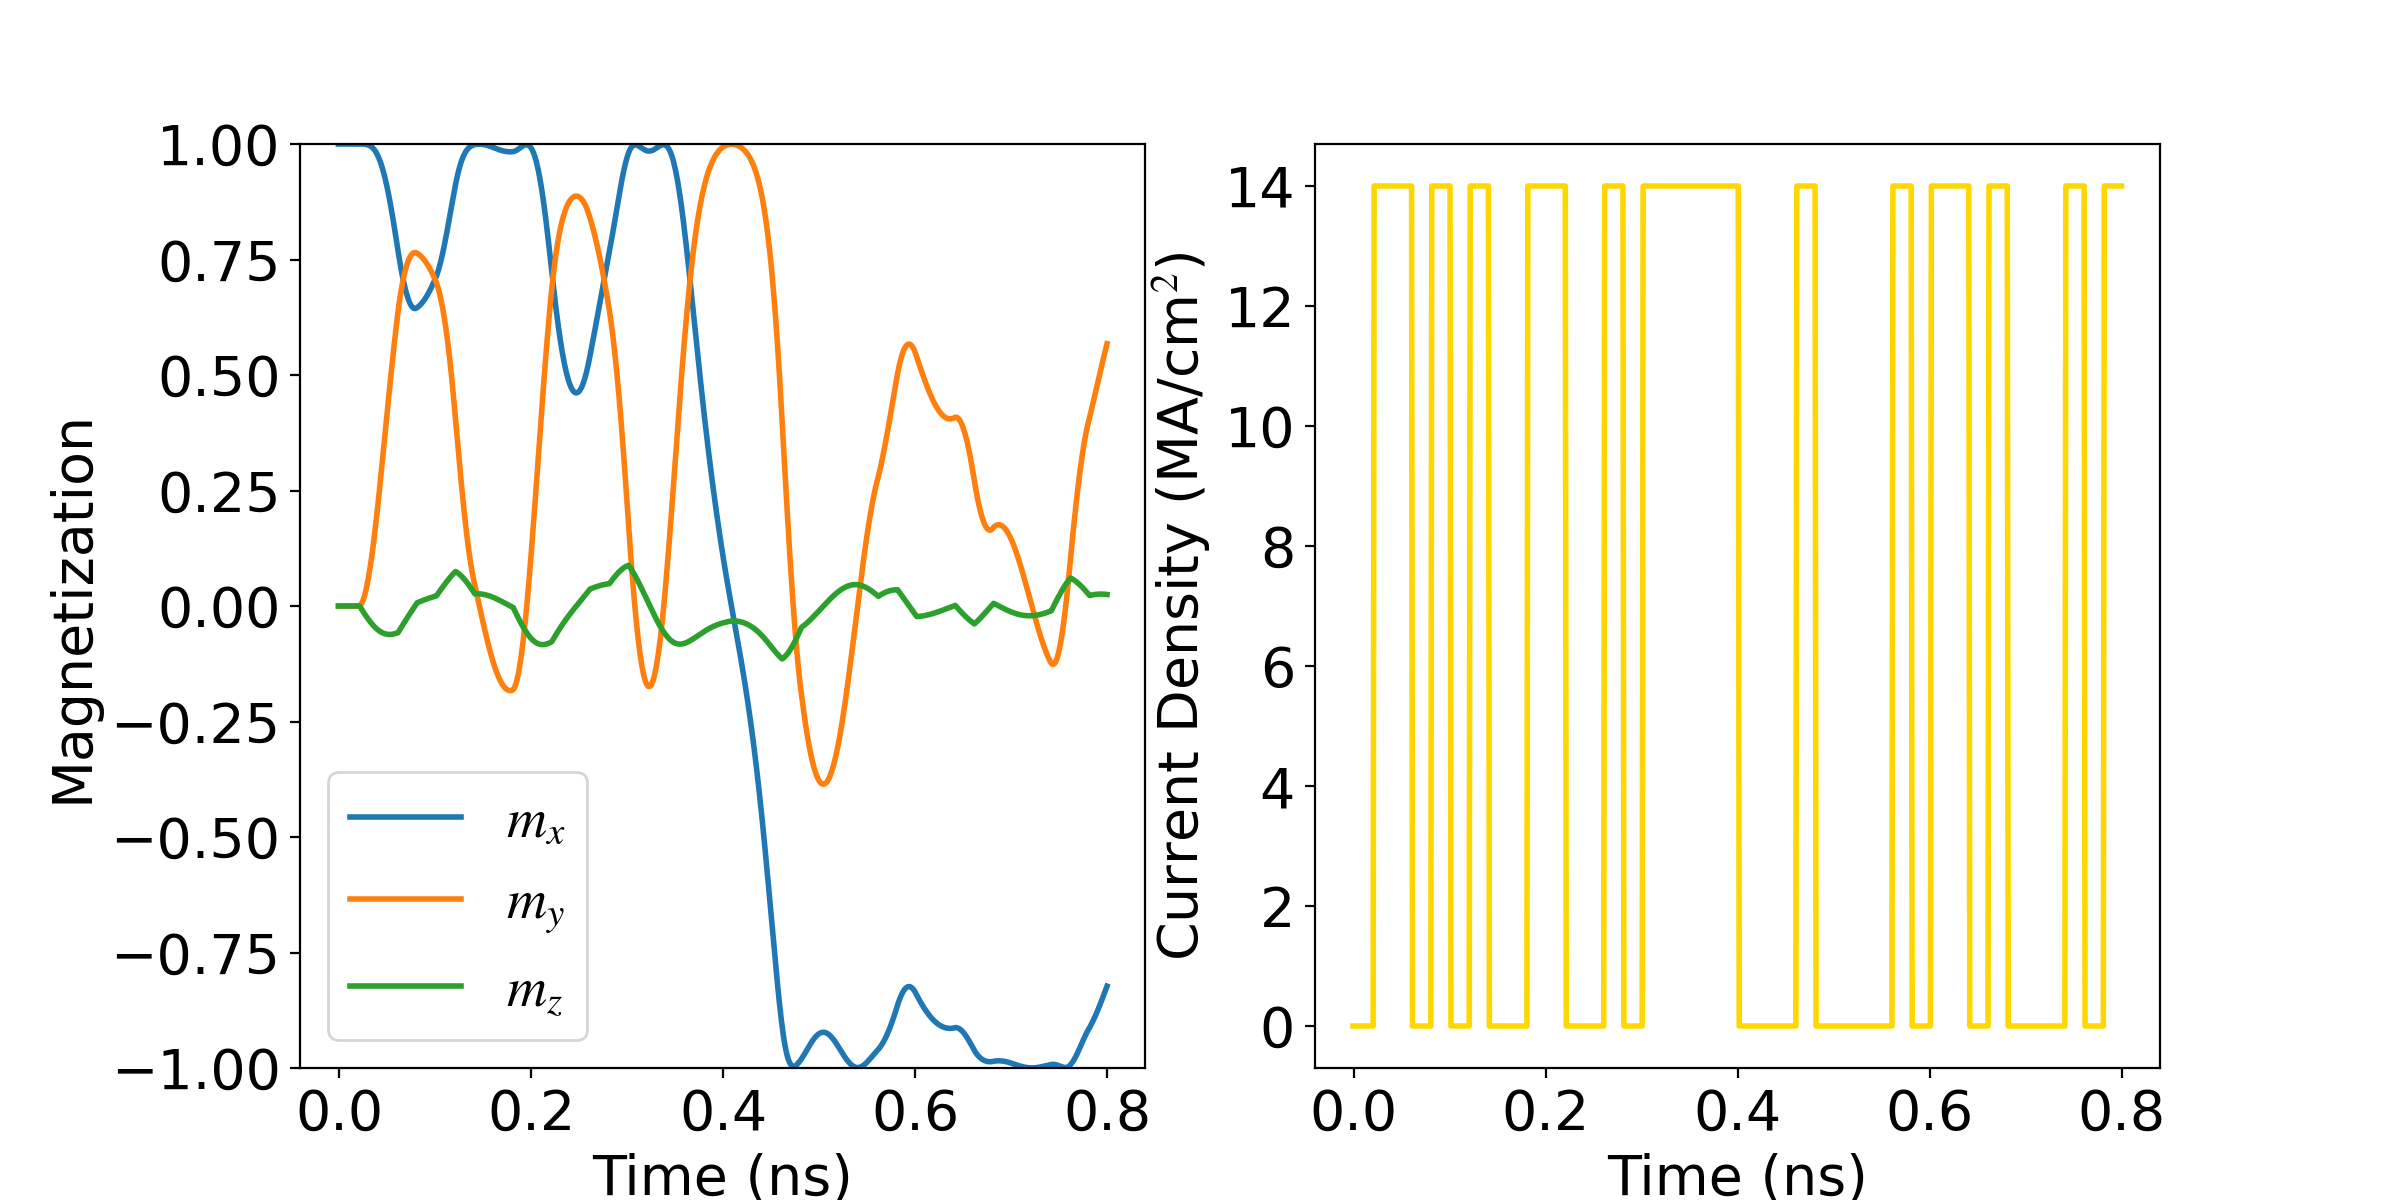 1.00
0.75
0.50
0.25
0.00
−0.25
−0.50
−0.75
−1.00
Magnetization
m_x
m_y
m_z
0.0 0.2 0.4 0.6 0.8
Time (ns)
14
12
10
8
6
4
2
0
Current Density (MA/cm²)
0.0 0.2 0.4 0.6 0.8
Time (ns)